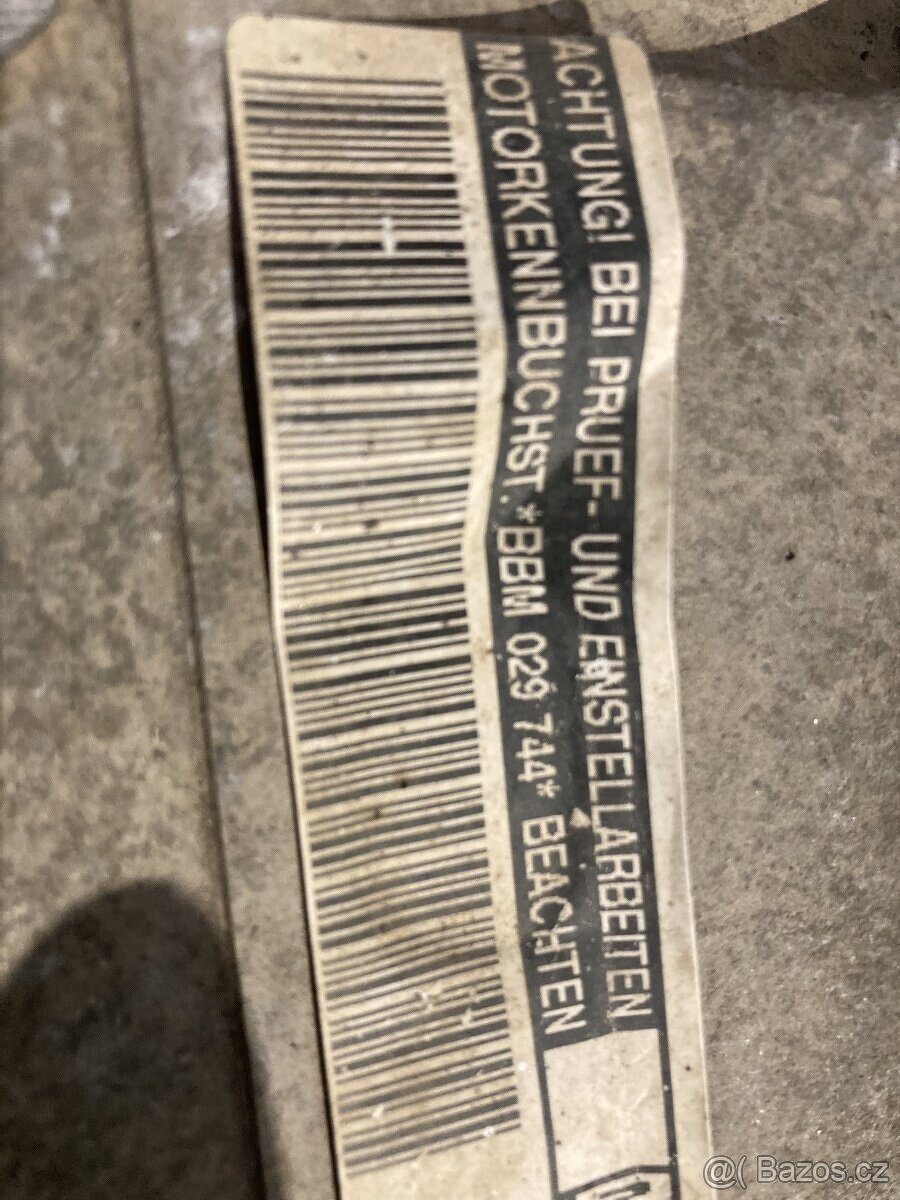 ACHTUNG! BEI PRUEF- UND EINSTELLARBEITEN
MOTORKENNBUCHST.*BBM 029 744* BEACHTEN
@( Bazos.cz